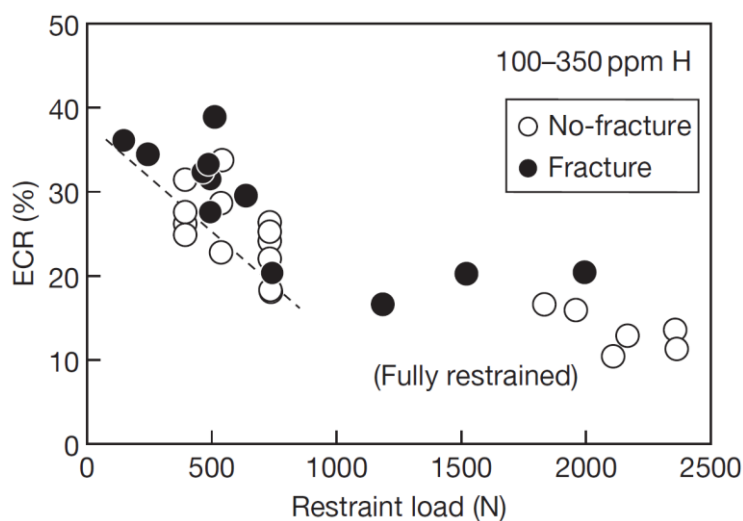 50
100–350 ppm H
No-fracture
Fracture
40
30
ECR (%)
20
10
(Fully restrained)
0
0 500 1000 1500 2000 2500
Restraint load (N)